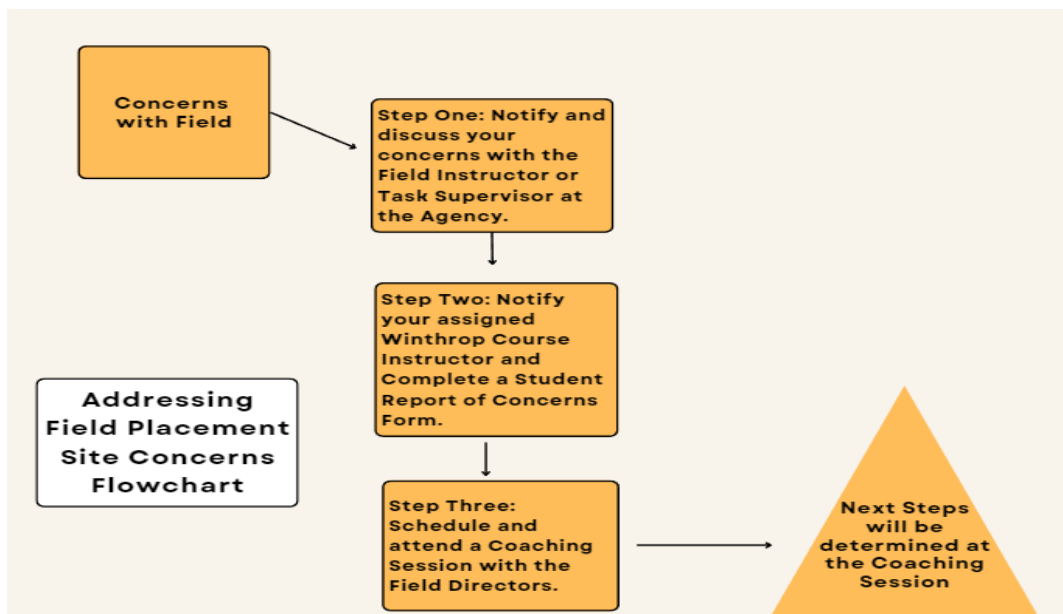 Concerns
with Field
Step One: Notify and
discuss your
concerns with the
Field Instructor or
Task Supervisor at
the Agency.
Step Two: Notify
your assigned
Winthrop Course
Instructor and
Complete a Student
Report of Concerns
Form.
Addressing
Field Placement
Site Concerns
Flowchart
Step Three:
Schedule and
attend a Coaching
Session with the
Field Directors.
Next Steps
will be
determined at
the Coaching
Session